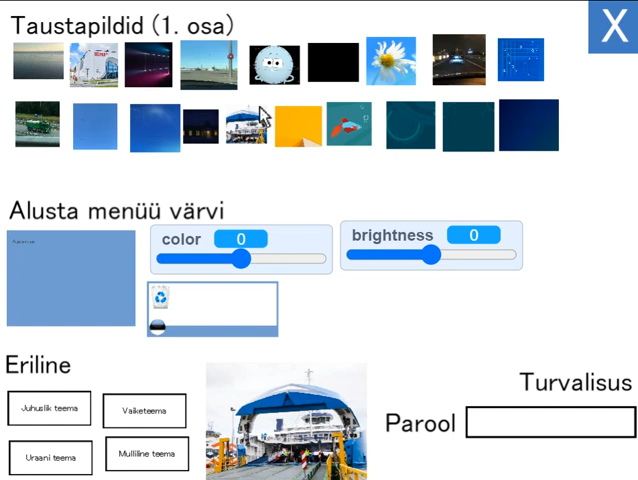 Taustapildid (1. osa)
X
Alusta menüü värvi
color 0
brightness 0
Eriline
Juhuslik teema
Vaiketeema
Uraani teema
Mulliline teema
Turvalisus
Parool